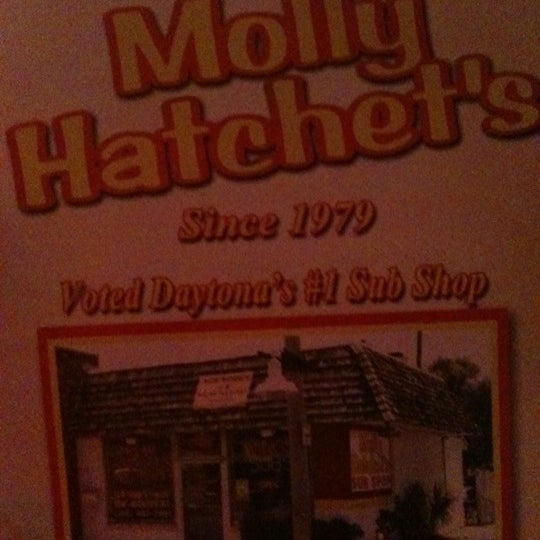 Molly
Hatchet's
Since 1979
Voted Daytona's #1 Sub Shop